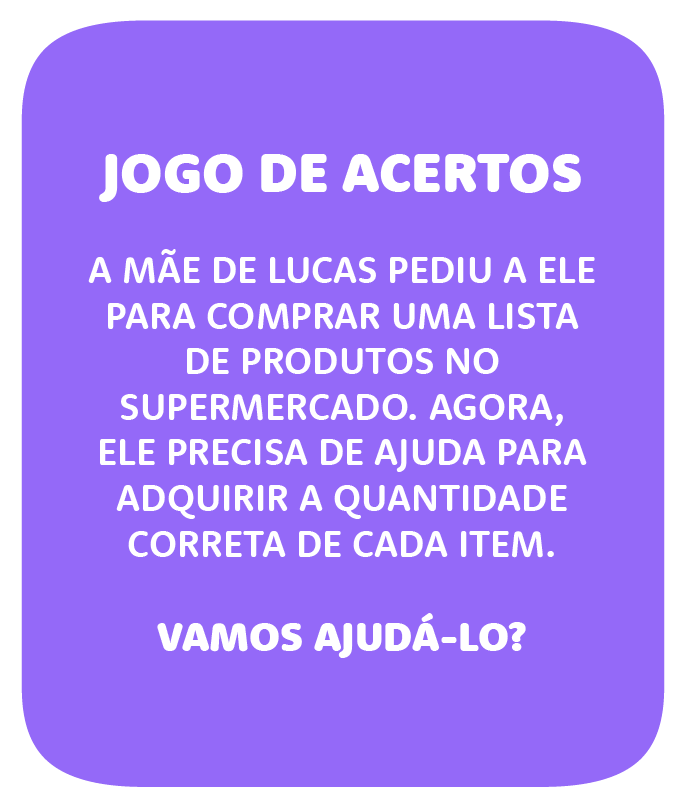 JOGO DE ACERTOS
A MÃE DE LUCAS PEDIU A ELE
PARA COMPRAR UMA LISTA
DE PRODUTOS NO
SUPERMERCADO. AGORA,
ELE PRECISA DE AJUDA PARA
ADQUIRIR A QUANTIDADE
CORRETA DE CADA ITEM.
VAMOS AJUDÁ-LO?